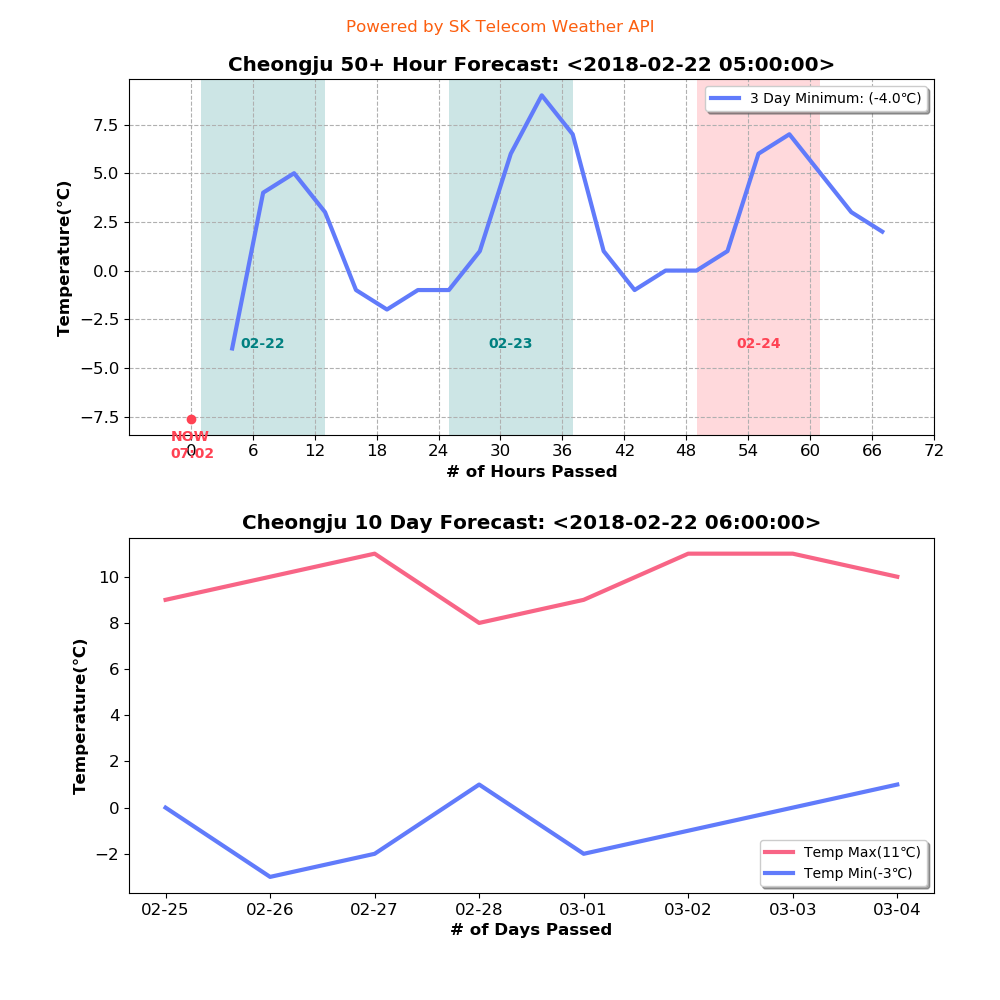 Powered by SK Telecom Weather API
Cheongju 50+ Hour Forecast: <2018-02-22 05:00:00>
3 Day Minimum: (-4.0℃)
7.5
5.0
2.5
0.0
−2.5
−5.0
−7.5
Temperature(℃)
02-22
02-23
02-24
NOW
07:02
0 6 12 18 24 30 36 42 48 54 60 66 72
# of Hours Passed
Cheongju 10 Day Forecast: <2018-02-22 06:00:00>
10
8
6
4
2
0
−2
Temperature(℃)
Temp Max(11℃)
Temp Min(-3℃)
02-25 02-26 02-27 02-28 03-01 03-02 03-03 03-04
# of Days Passed